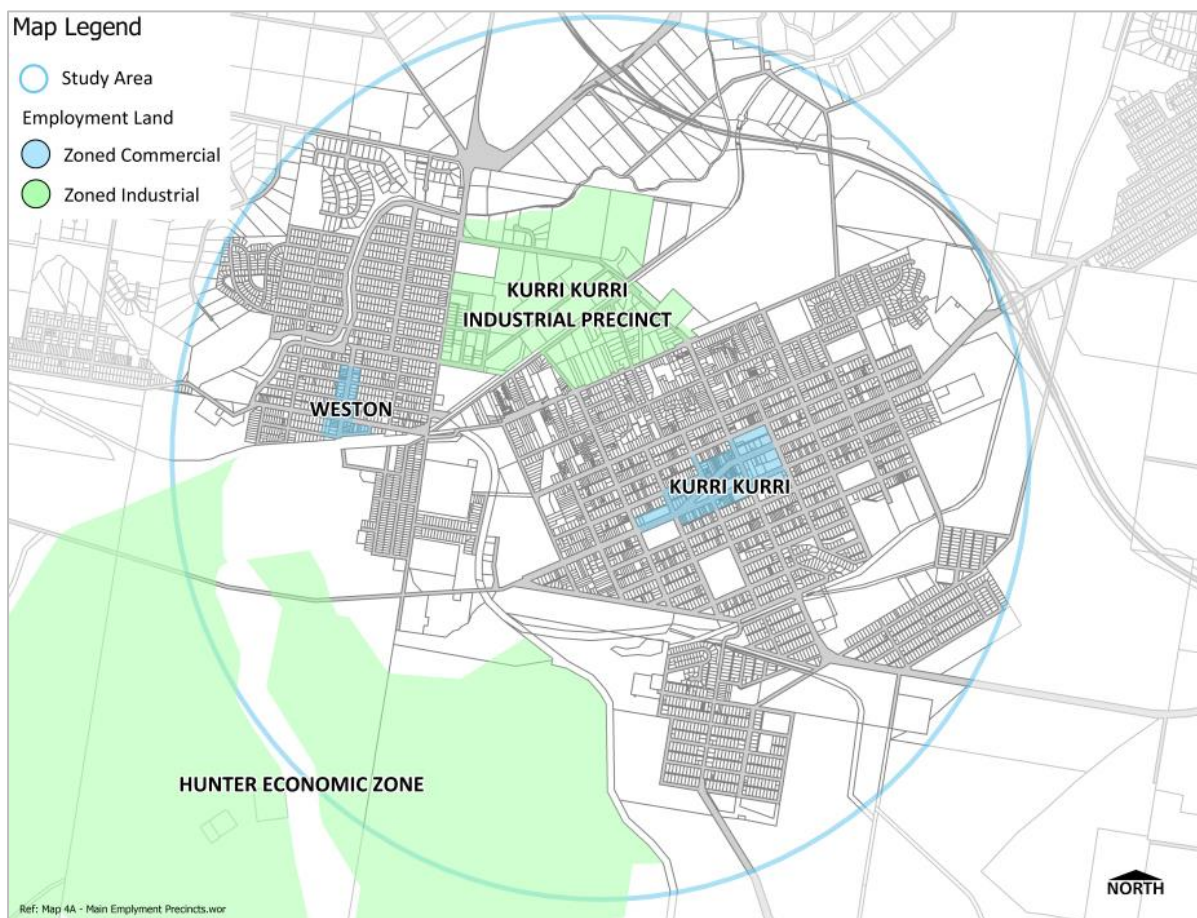 Map Legend
Study Area
Employment Land
Zoned Commercial
Zoned Industrial
KURRI KURRI
INDUSTRIAL PRECINCT
WESTON
KURRI KURRI
HUNTER ECONOMIC ZONE
NORTH
Ref: Map 4A - Main Emplyment Precincts.wor